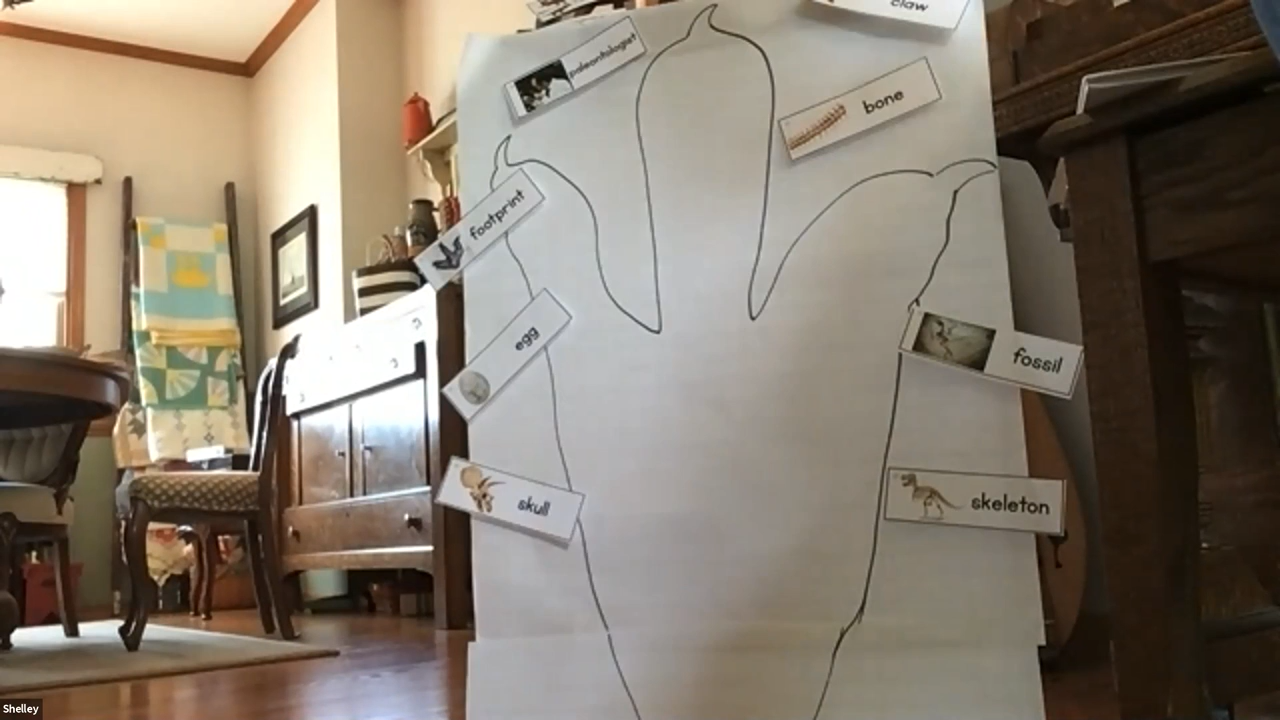 claw
paleontologist
bone
footprint
egg
fossil
skull
skeleton
Shelley